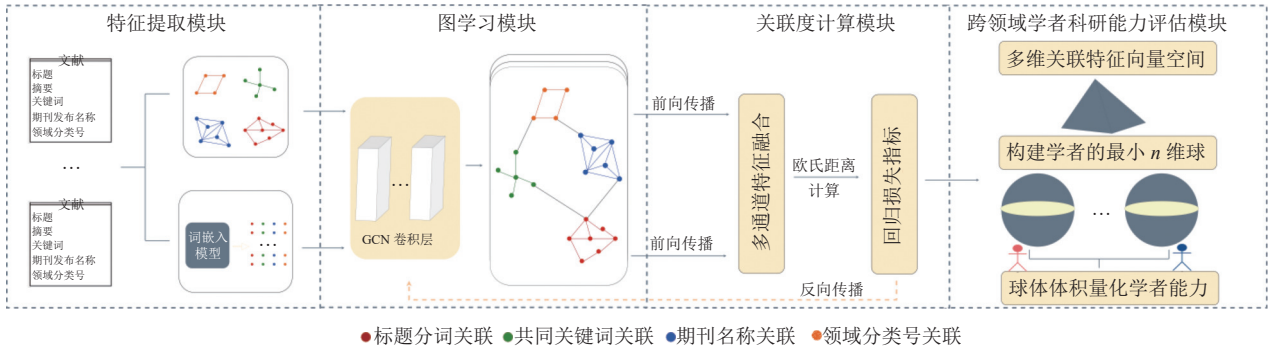 特征提取模块
图学习模块
关联度计算模块
跨领域学者科研能力评估模块
文献
标题
摘要
关键词
期刊发布名称
领域分类号
…
文献
标题
摘要
关键词
期刊发布名称
领域分类号
词嵌入
模型
…
…
GCN 卷积层
前向传播
前向传播
多通道特征融合
欧氏距离
计算
回归损失指标
反向传播
多维关联特征向量空间
构建学者的最小 n 维球
…
球体体积量化学者能力
标题分词关联 共同关键词关联 期刊名称关联 领域分类号关联